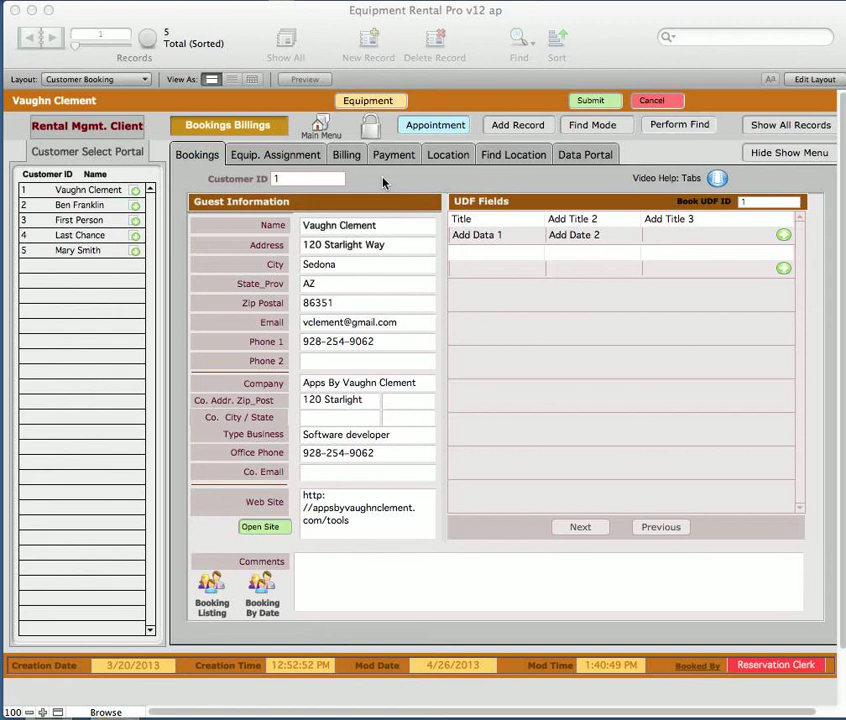 Equipment Rental Pro v12 ap
1
5
Total (Sorted)
Records
Show All
New Record
Delete Record
Find
Sort
Layout:
Customer Booking
View As:
Preview
Aa
Edit Layout
Vaughn Clement
Equipment
Submit
Cancel
Rental Mgmt. Client
Bookings Billings
Main Menu
Appointment
Add Record
Find Mode
Perform Find
Show All Records
Customer Select Portal
Bookings
Equip. Assignment
Billing
Payment
Location
Find Location
Data Portal
Hide Show Menu
Customer ID Name
1 Vaughn Clement
2 Ben Franklin
3 First Person
4 Last Chance
5 Mary Smith
Customer ID 1
Video Help: Tabs
Guest Information
Name Vaughn Clement
Address 120 Starlight Way
City Sedona
State_Prov AZ
Zip Postal 86351
Email vclement@gmail.com
Phone 1 928-254-9062
Phone 2
Company Apps By Vaughn Clement
Co. Addr. Zip_Post 120 Starlight
Co. City / State
Type Business Software developer
Office Phone 928-254-9062
Co. Email
Web Site
http:
//appsbyvaughnclement.
com/tools
Open Site
UDF Fields
Book UDF ID 1
Title Add Title 2 Add Title 3
Add Data 1 Add Date 2
Next
Previous
Comments
Booking
Listing
Booking
By Date
Creation Date 3/20/2013 Creation Time 12:52:52 PM Mod Date 4/26/2013 Mod Time 1:40:49 PM Booked By Reservation Clerk
100
Browse